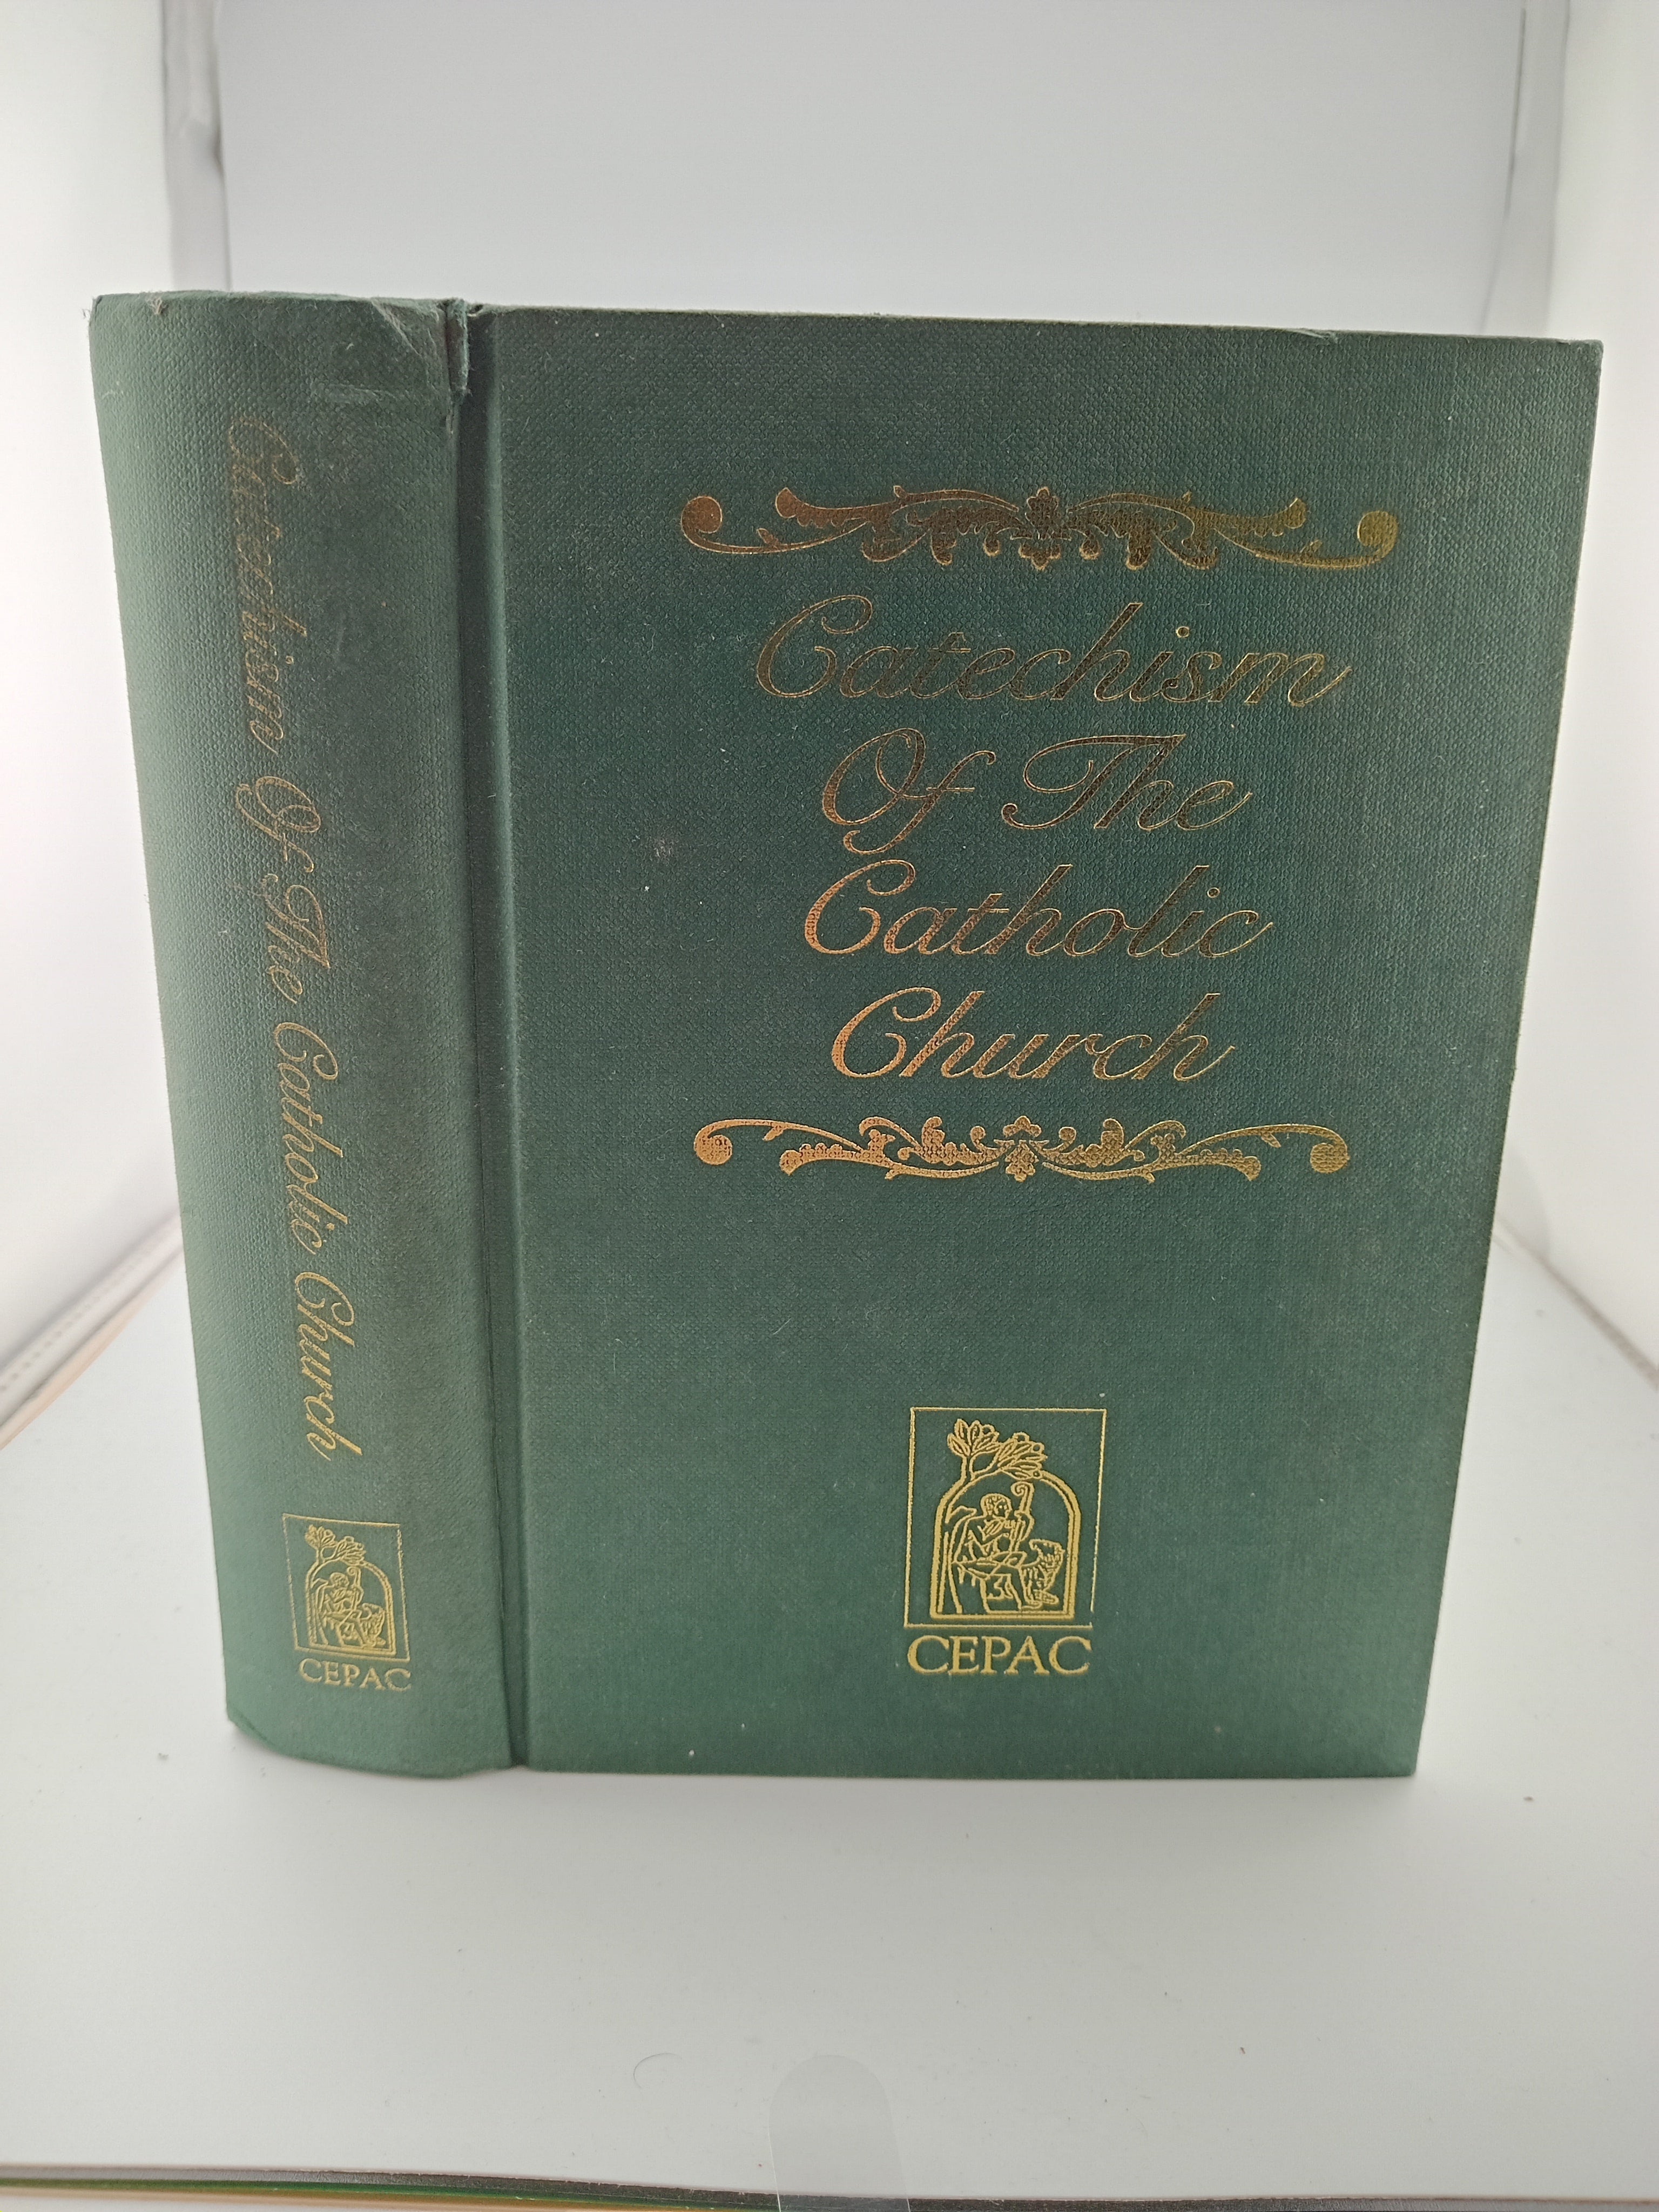 Catechism Of The Catholic Church
CEPAC
Catechism
Of The
Catholic
Church
CEPAC